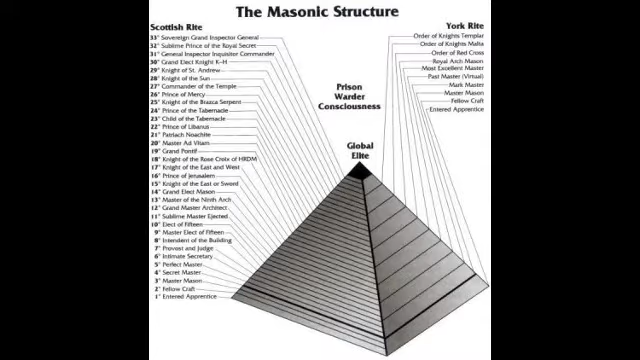 The Masonic Structure
Scottish Rite
33° Sovereign Grand Inspector General
32° Sublime Prince of the Royal Secret
31° General Inspector Inquisitor Commander
30° Grand Elect Knight K–H
29° Knight of St. Andrew
28° Knight of the Sun
27° Commander of the Temple
26° Prince of Mercy
25° Knight of the Brazza Serpent
24° Prince of the Tabernacle
23° Child of the Tabernacle
22° Prince of Libanus
21° Patriach Noachite
20° Master Ad Vitam
19° Grand Pontif
18° Knight of the Rose Croix of HRDM
17° Knight of the East and West
16° Prince of Jerusalem
15° Knight of the East or Sword
14° Grand Elect Mason
13° Master of the Ninth Arch
12° Grand Master Architect
11° Sublime Master Ejected
10° Elect of Fifteen
9° Master Elect of Fifteen
8° Intendent of the Building
7° Provost and Judge
6° Intimate Secretary
5° Perfect Master
4° Secret Master
3° Master Mason
2° Fellow Craft
1° Entered Apprentice
Prison
Warder
Consciousness
Global
Elite
York Rite
Order of Knights Templar
Order of Knights Malta
Order of Red Cross
Royal Arch Mason
Most Excellent Master
Past Master (Virtual)
Mark Master
Master Mason
Fellow Craft
Entered Apprentice